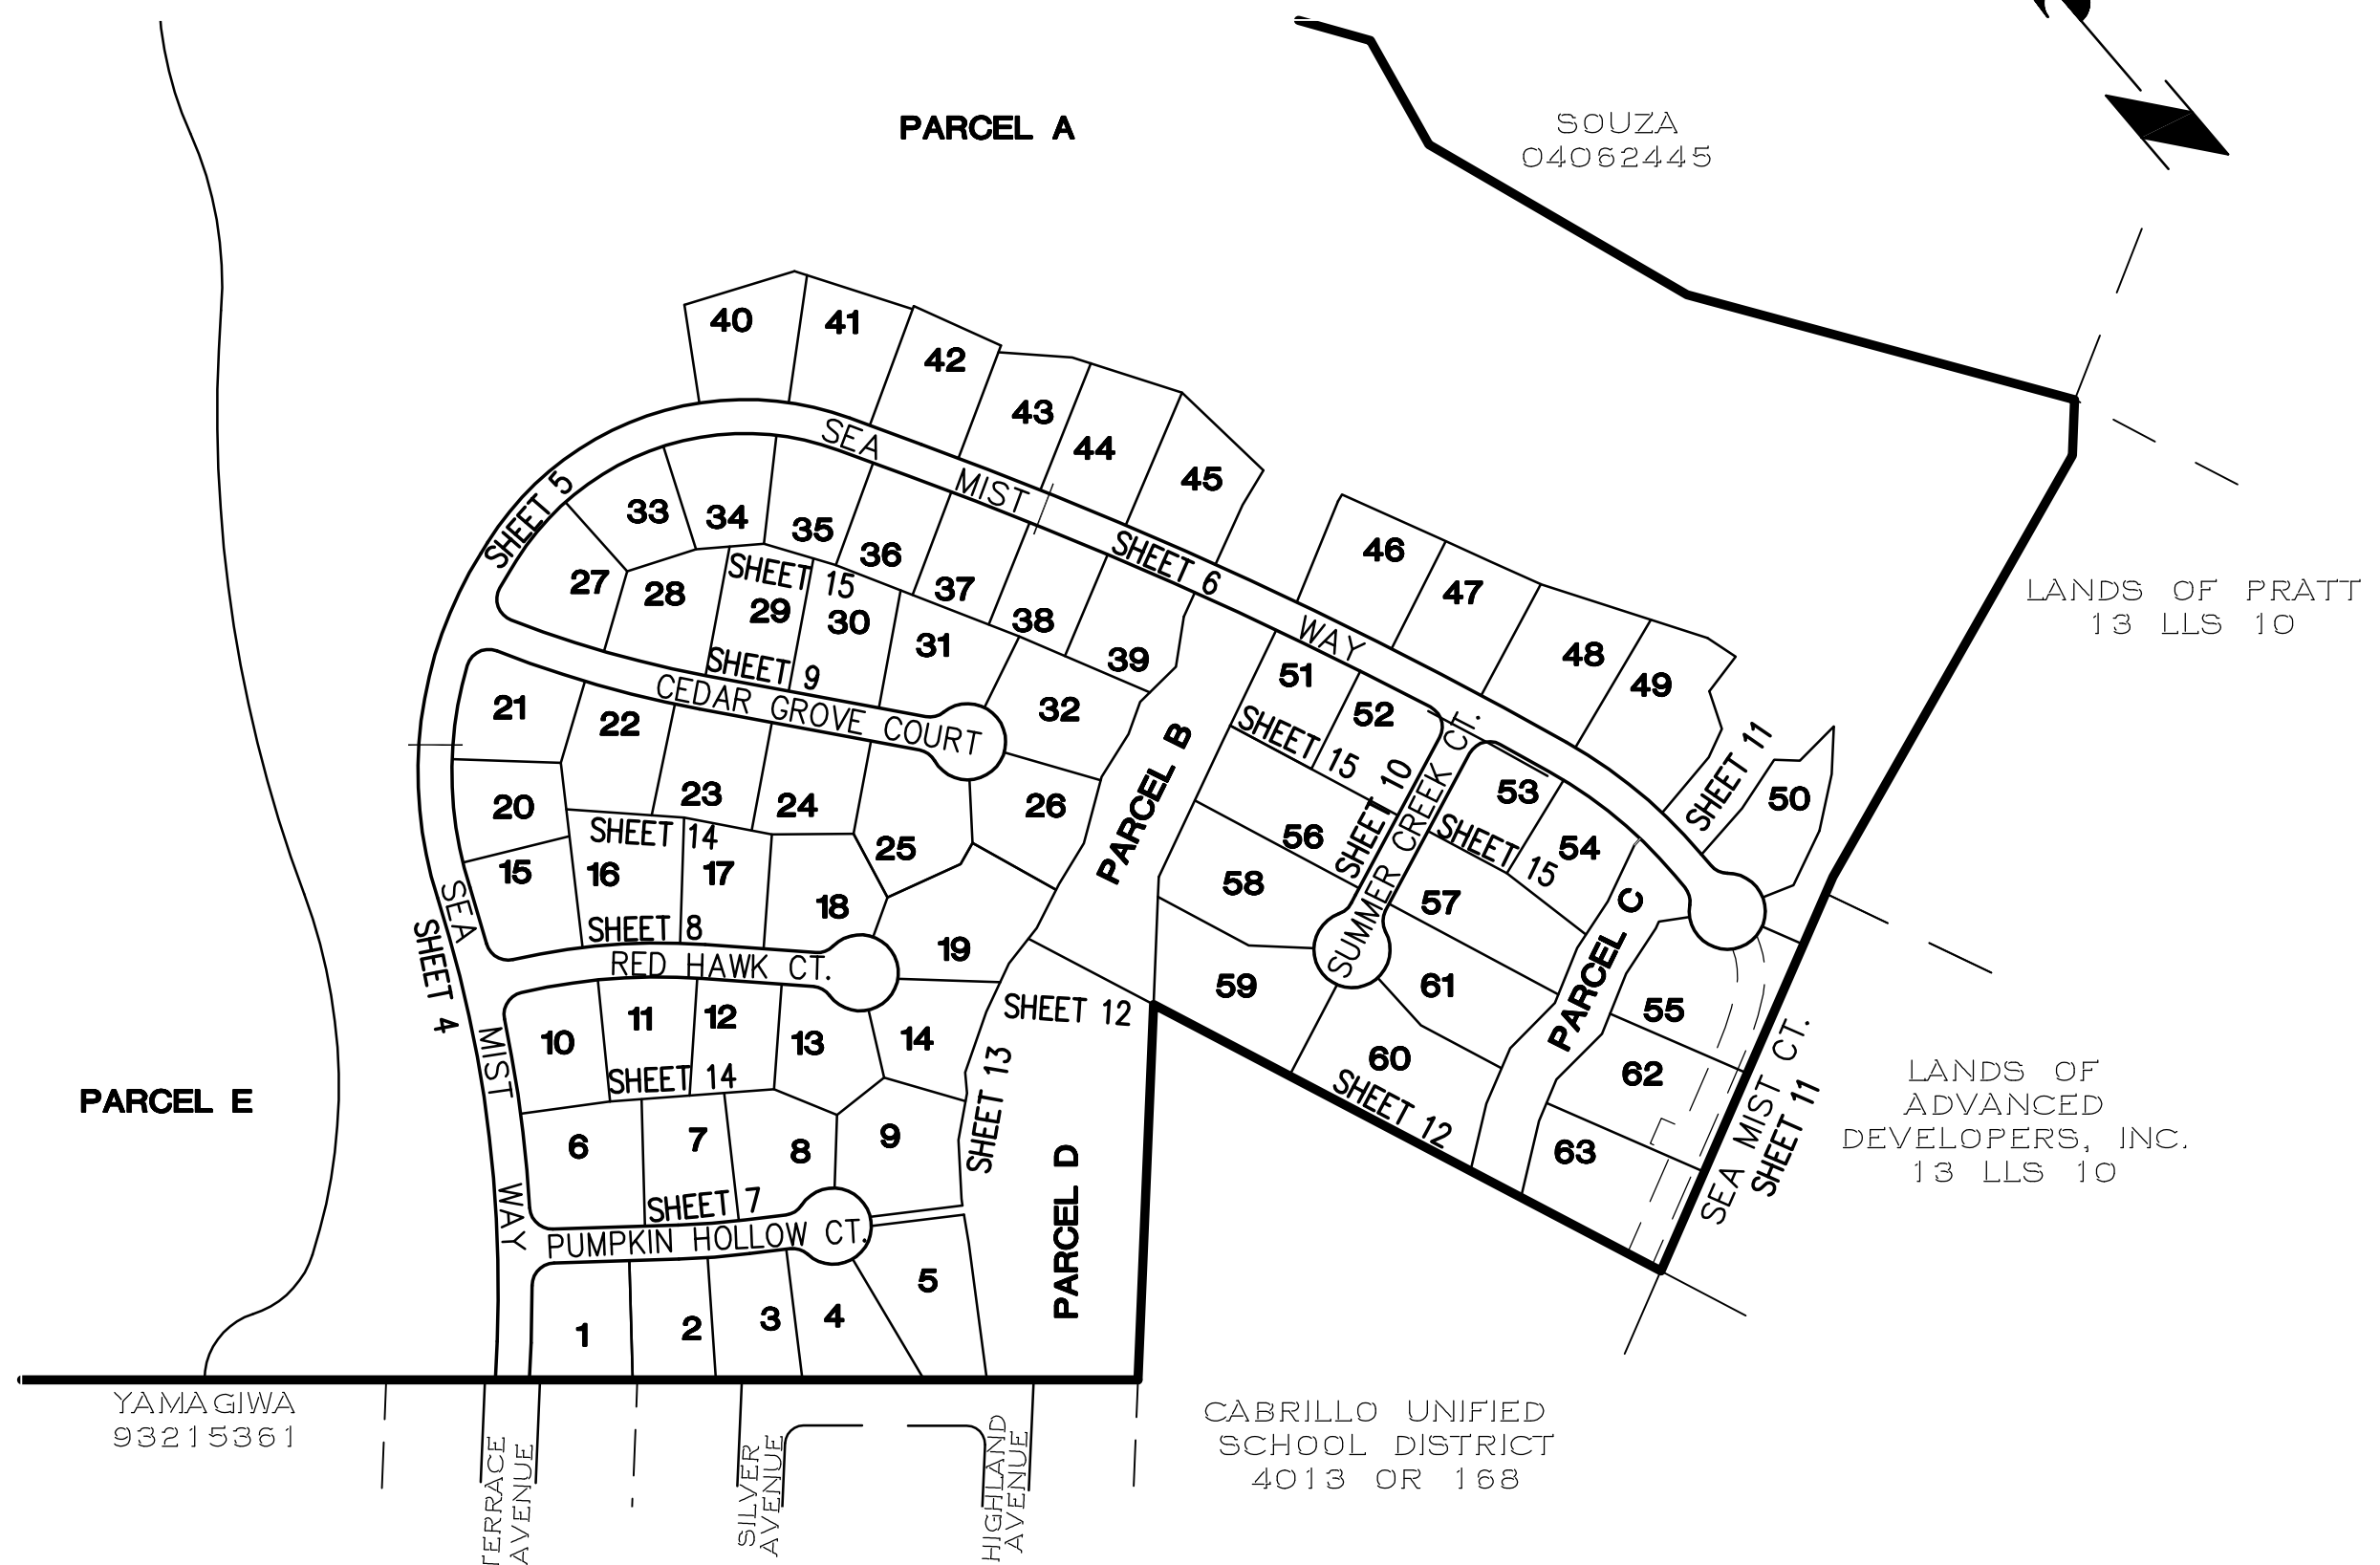 PARCEL A
SOUZA
04062445
40
41
42
43
44
45
SEA
MIST
SHEET 6
WAY
46
47
48
49
50
SHEET 11
LANDS OF PRATT
13 LLS 10
SHEET 5
33
34
35
36
37
38
39
27
28
29
30
31
32
SHEET 15
SHEET 9
CEDAR GROVE COURT
21
22
23
24
25
26
20
SHEET 14
15
16
17
18
19
SHEET 8
RED HAWK CT.
SEA
SHEET 4
MIST
WAY
10
11
12
13
14
SHEET 14
6
7
8
9
SHEET 7
PUMPKIN HOLLOW CT.
1
2
3
4
5
PARCEL B
51
52
SHEET 15
SHEET 10
SUMMER CREEK CT.
53
54
SHEET 15
56
57
58
59
60
61
PARCEL C
55
62
63
SHEET 12
SHEET 12
SHEET 13
PARCEL D
SEA MIST CT.
SHEET 11
LANDS OF
ADVANCED
DEVELOPERS, INC.
13 LLS 10
PARCEL E
YAMAGIWA
93215361
TERRACE
AVENUE
SILVER
AVENUE
HIGHLAND
AVENUE
CABRILLO UNIFIED
SCHOOL DISTRICT
4013 OR 168